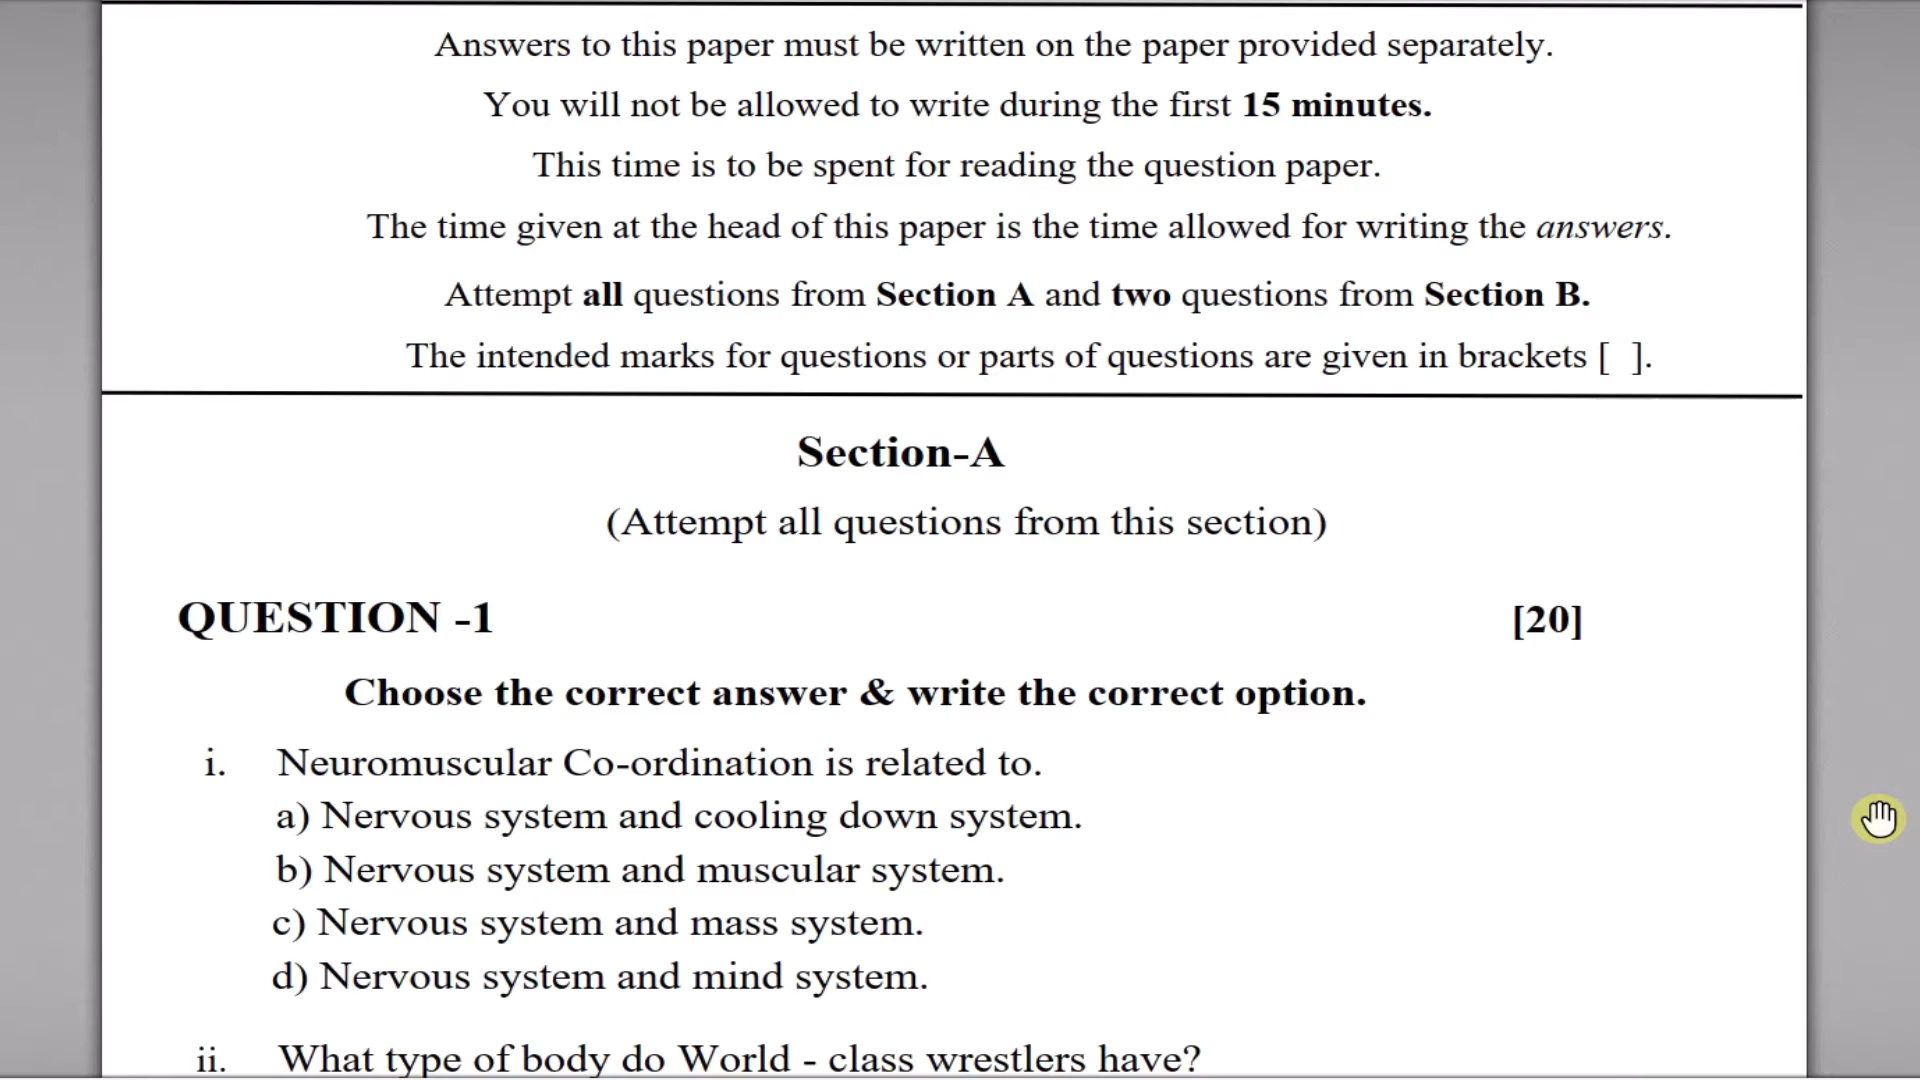 Answers to this paper must be written on the paper provided separately.
You will not be allowed to write during the first 15 minutes.
This time is to be spent for reading the question paper.
The time given at the head of this paper is the time allowed for writing the answers.
Attempt all questions from Section A and two questions from Section B.
The intended marks for questions or parts of questions are given in brackets [ ].
Section-A
(Attempt all questions from this section)
QUESTION -1 [20]
Choose the correct answer & write the correct option.
i. Neuromuscular Co-ordination is related to.
a) Nervous system and cooling down system.
b) Nervous system and muscular system.
c) Nervous system and mass system.
d) Nervous system and mind system.
ii. What type of body do World - class wrestlers have?